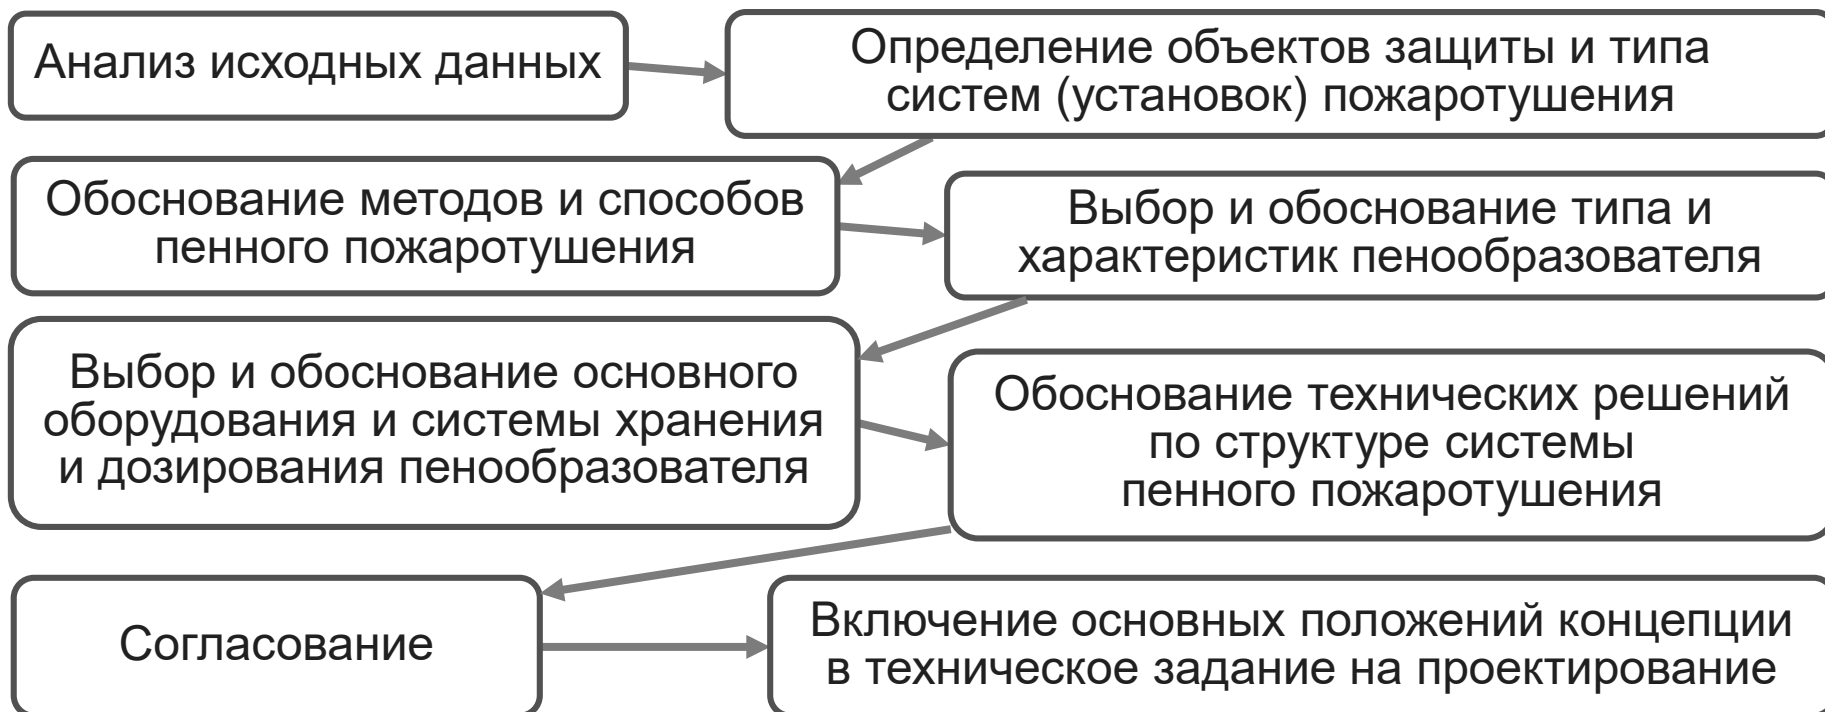 Анализ исходных данных
Определение объектов защиты и типа
систем (установок) пожаротушения
Обоснование методов и способов
пенного пожаротушения
Выбор и обоснование типа и
характеристик пенообразователя
Выбор и обоснование основного
оборудования и системы хранения
и дозирования пенообразователя
Обоснование технических решений
по структуре системы
пенного пожаротушения
Согласование
Включение основных положений концепции
в техническое задание на проектирование